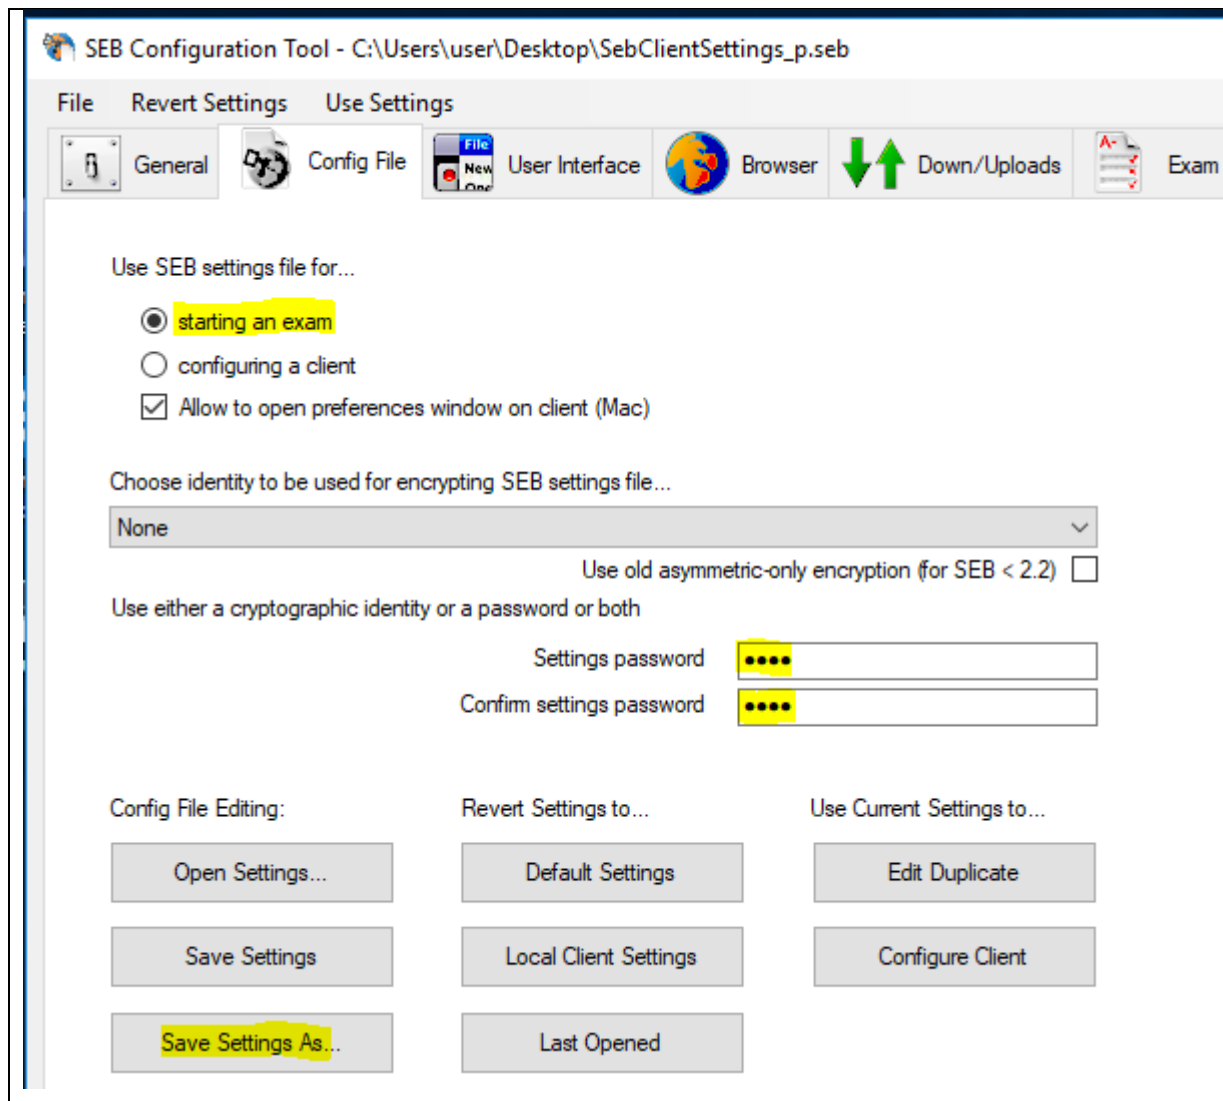 SEB Configuration Tool - C:\Users\user\Desktop\SebClientSettings_p.seb
File Revert Settings Use Settings
General Config File File New One User Interface Browser Down/Uploads A- Exam
Use SEB settings file for...
starting an exam
configuring a client
Allow to open preferences window on client (Mac)
Choose identity to be used for encrypting SEB settings file...
None
Use old asymmetric-only encryption (for SEB < 2.2)
Use either a cryptographic identity or a password or both
Settings password ••••
Confirm settings password ••••
Config File Editing: Revert Settings to... Use Current Settings to...
Open Settings... Default Settings Edit Duplicate
Save Settings Local Client Settings Configure Client
Save Settings As... Last Opened